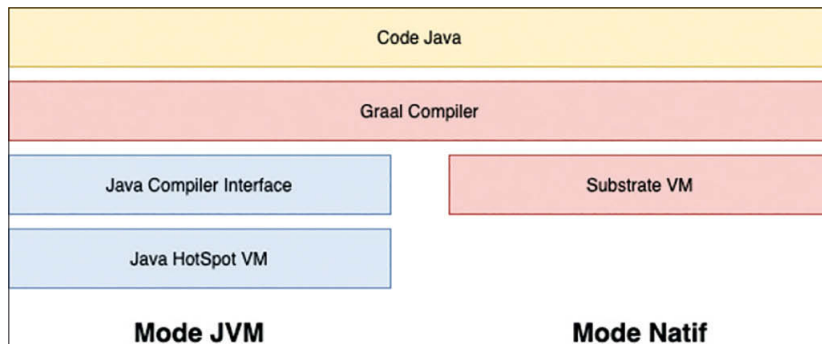 Code Java
Graal Compiler
Java Compiler Interface
Substrate VM
Java HotSpot VM
Mode JVM
Mode Natif